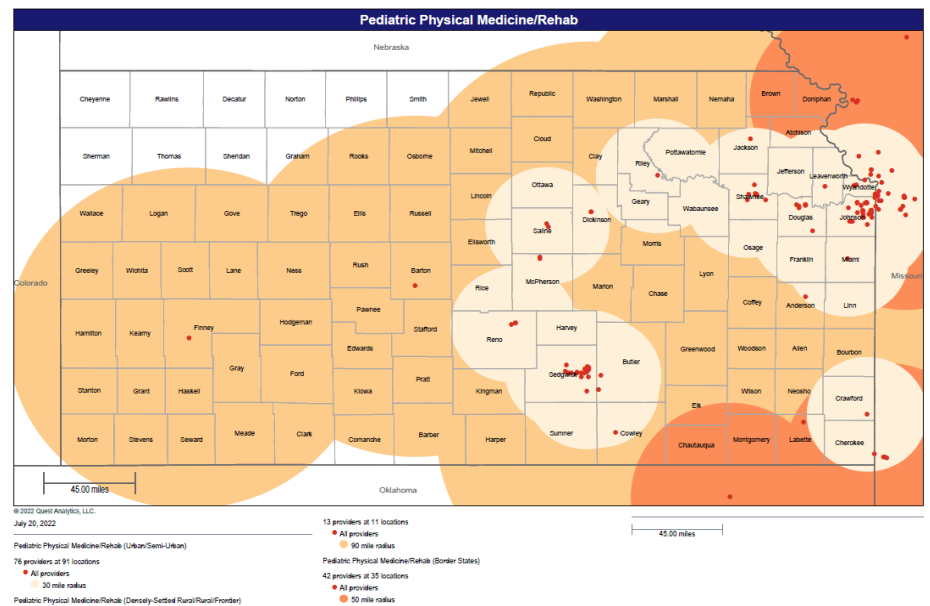 Pediatric Physical Medicine/Rehab
Nebraska
Cheyenne Rawlins Decatur Norton Phillips Smith Jewell Republic Washington Marshall Nemaha Brown Doniphan
Atchison
Sherman Thomas Sheridan Graham Rooks Osborne Mitchell Cloud Clay Riley Pottawatomie Jackson Jefferson Leavenworth Wyandotte
Wallace Logan Gove Trego Ellis Russell Lincoln Ottawa Geary Wabaunsee Shawnee Douglas Johnson
Saline Dickinson
Greeley Wichita Scott Lane Ness Rush Barton Ellsworth Morris Osage Franklin Miami
Colorado Missouri
Rice McPherson Marion Chase Lyon Coffey Anderson Linn
Pawnee
Hamilton Kearny Finney Hodgeman Stafford Reno Harvey
Edwards Sedgwick Butler Greenwood Woodson Allen Bourbon
Gray Ford
Stanton Grant Haskell Kiowa Pratt Kingman Elk Wilson Neosho Crawford
Morton Stevens Seward Meade Clark Comanche Barber Harper Sumner Cowley Chautauqua Montgomery Labette Cherokee
45.00 miles
Oklahoma
© 2022 Quest Analytics, LLC.
July 20, 2022
Pediatric Physical Medicine/Rehab (Urban/Semi-Urban)
76 providers at 91 locations
All providers
30 mile radius
Pediatric Physical Medicine/Rehab (Densely-Settled Rural/Rural/Frontier)
13 providers at 11 locations
All providers
90 mile radius
Pediatric Physical Medicine/Rehab (Border States)
42 providers at 35 locations
All providers
50 mile radius
45.00 miles